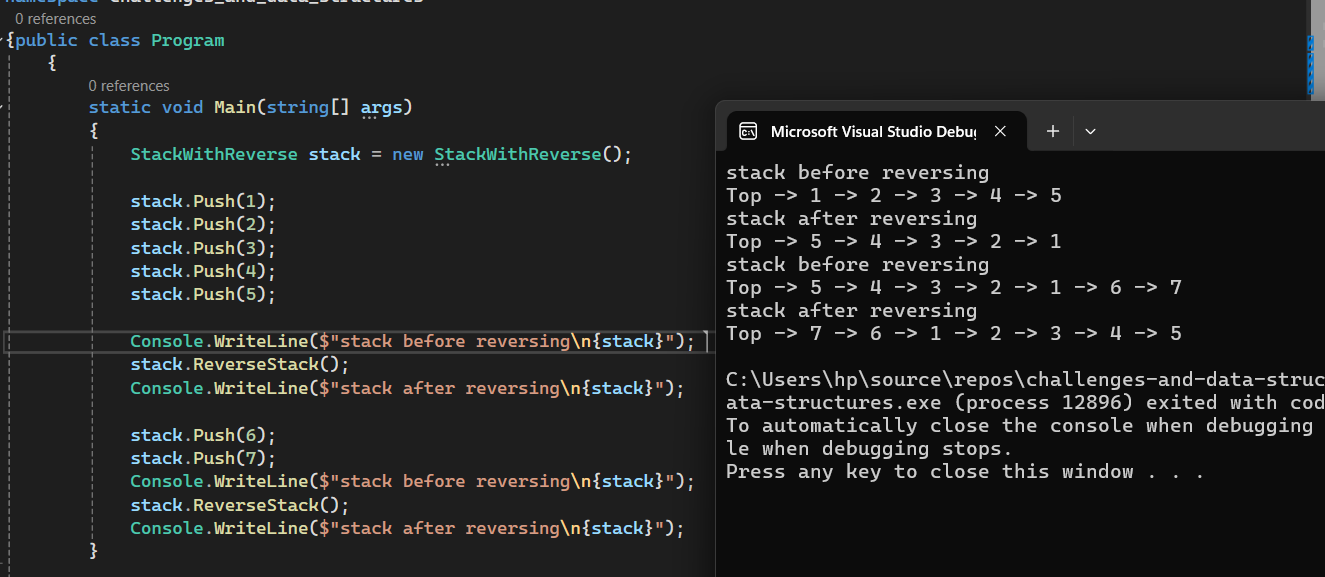 namespace challenges_and_data_structures
0 references
{public class Program
{
0 references
static void Main(string[] args)
{
StackWithReverse stack = new StackWithReverse();
stack.Push(1);
stack.Push(2);
stack.Push(3);
stack.Push(4);
stack.Push(5);
Console.WriteLine($"stack before reversing\n{stack}");
stack.ReverseStack();
Console.WriteLine($"stack after reversing\n{stack}");
stack.Push(6);
stack.Push(7);
Console.WriteLine($"stack before reversing\n{stack}");
stack.ReverseStack();
Console.WriteLine($"stack after reversing\n{stack}");
}
Microsoft Visual Studio Debu
stack before reversing
Top -> 1 -> 2 -> 3 -> 4 -> 5
stack after reversing
Top -> 5 -> 4 -> 3 -> 2 -> 1
stack before reversing
Top -> 5 -> 4 -> 3 -> 2 -> 1 -> 6 -> 7
stack after reversing
Top -> 7 -> 6 -> 1 -> 2 -> 3 -> 4 -> 5
C:\Users\hp\source\repos\challenges-and-data-struc
ata-structures.exe (process 12896) exited with cod
To automatically close the console when debugging
le when debugging stops.
Press any key to close this window . . .